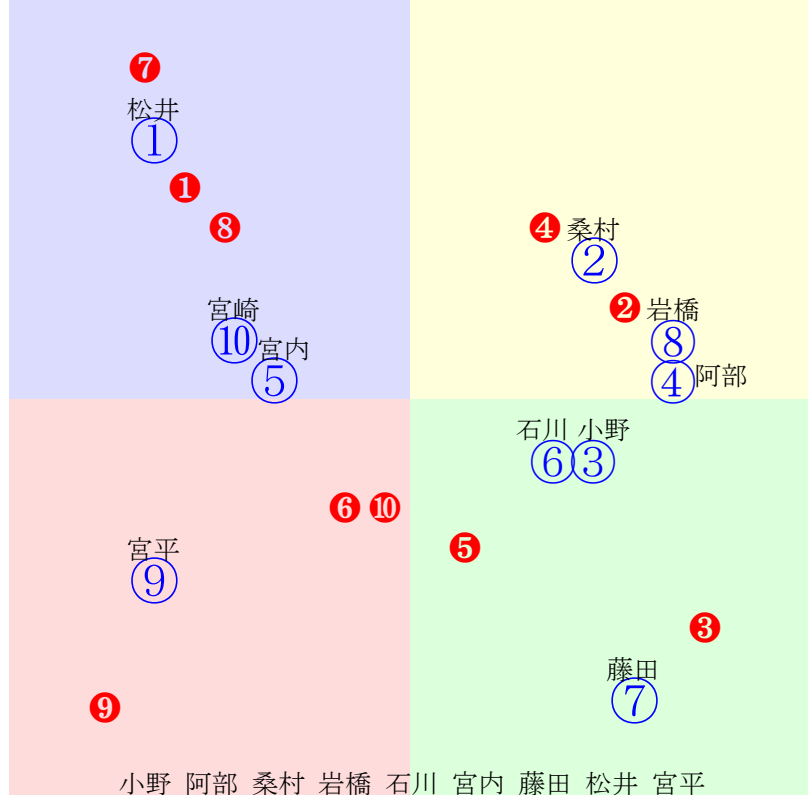 ❼
松井
①
❶
❽
❹ 桑村
②
宮崎
❷ 岩橋
⑩ 宮内
⑧
⑤
④ 阿部
石川 小野
⑥ ③
❻ ❿
❺
宮平
⑨
❸
藤田
⑦
❾
小野 阿部 桑村 岩橋 石川 宮内 藤田 松井 宮平